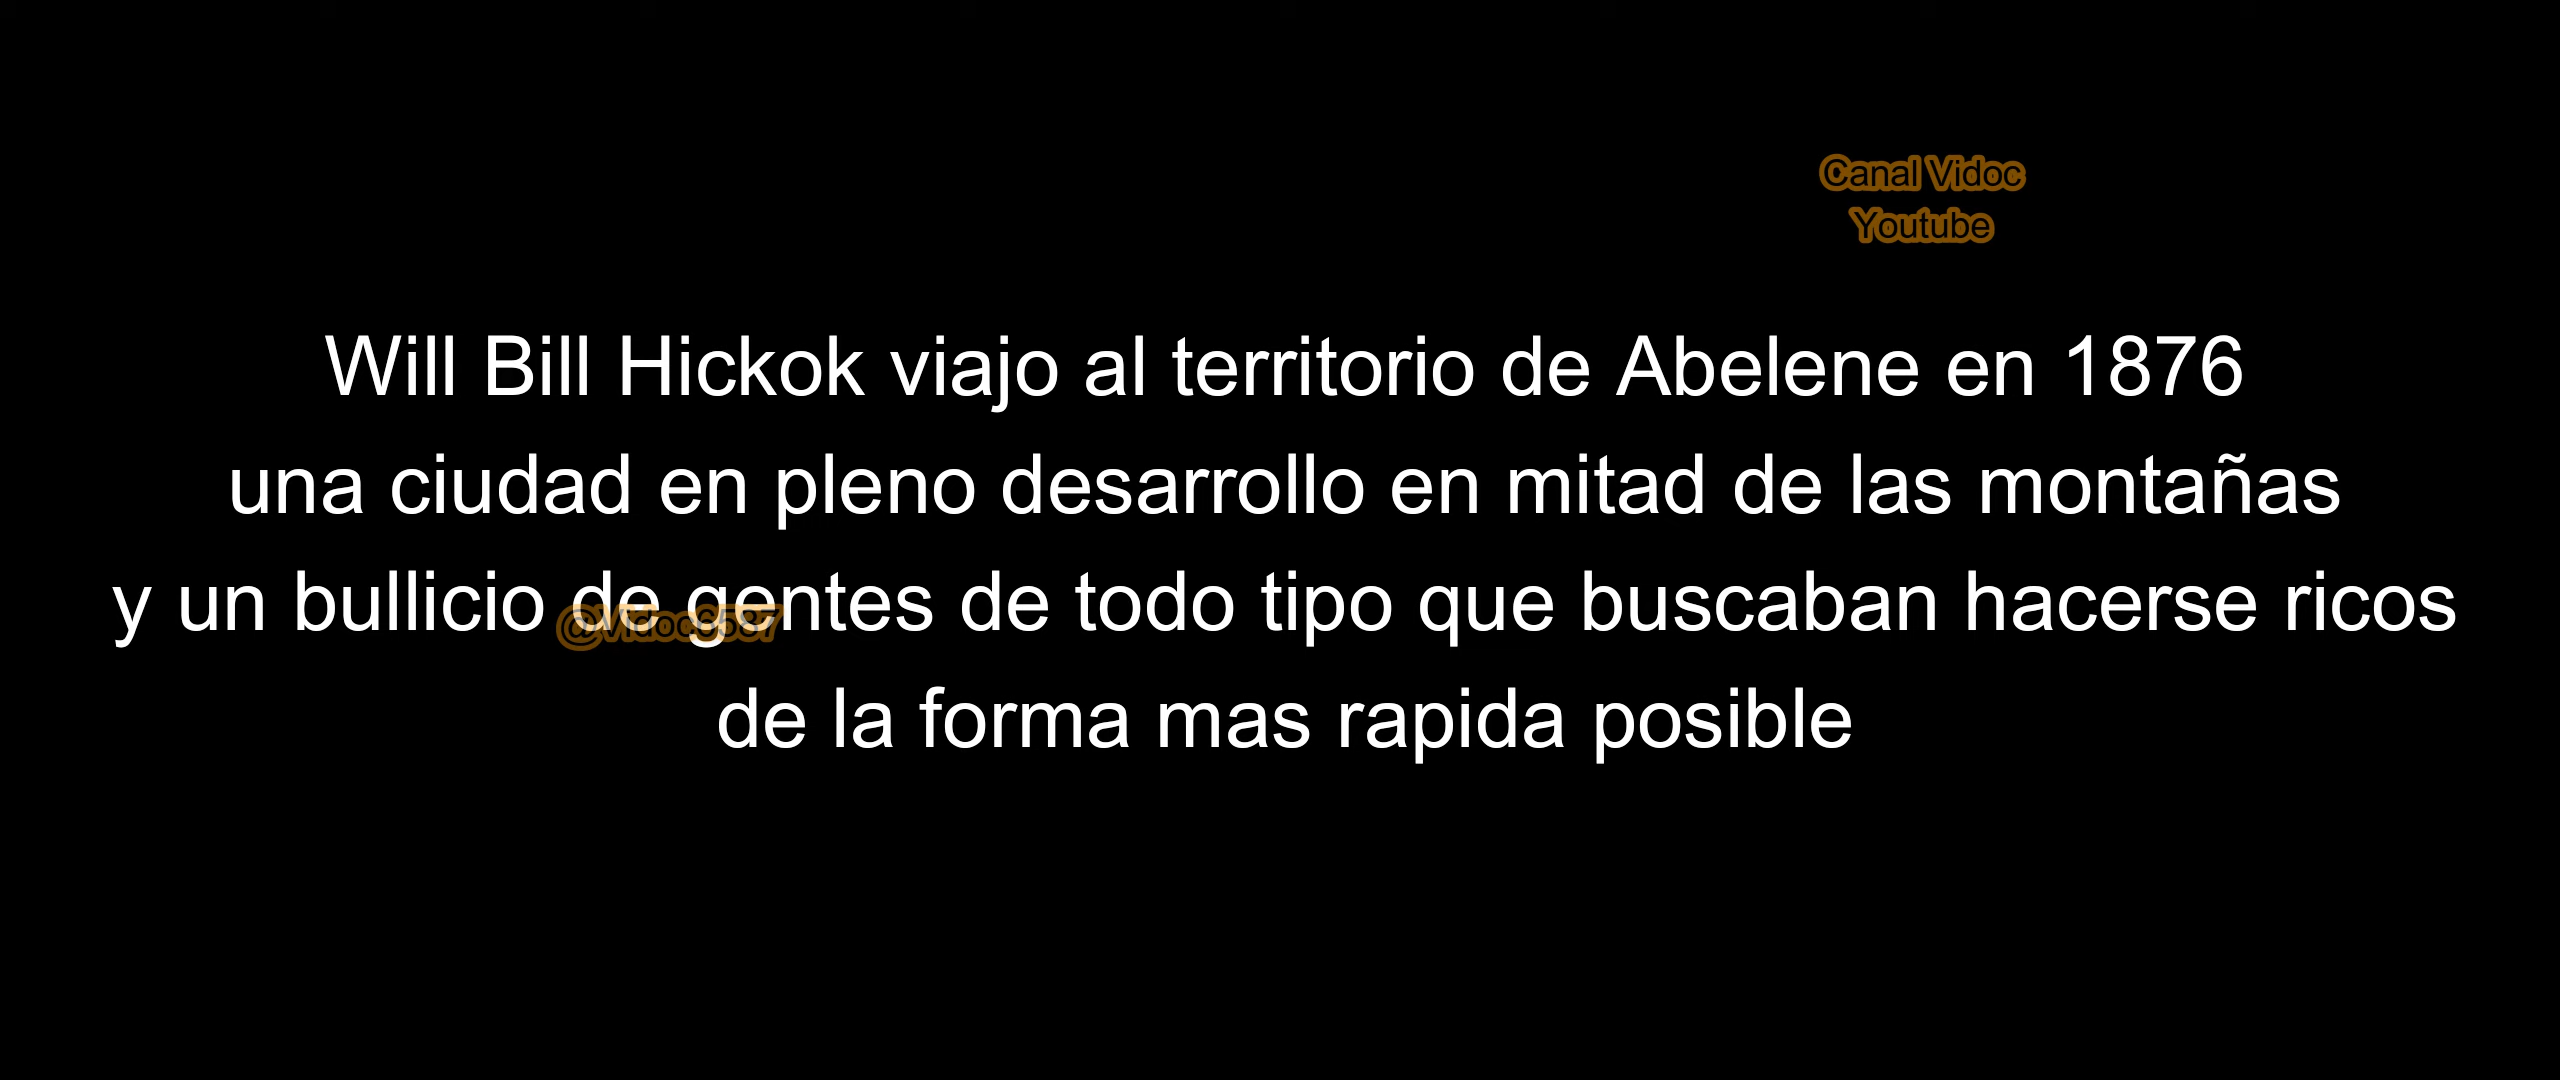 Canal Vidoc
Youtube
Will Bill Hickok viajo al territorio de Abelene en 1876
una ciudad en pleno desarrollo en mitad de las montañas
y un bullicio de gentes de todo tipo que buscaban hacerse ricos
@Vidoc6587
de la forma mas rapida posible